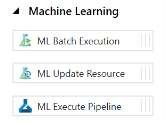 Machine Learning
ML Batch Execution
ML Update Resource
ML Execute Pipeline